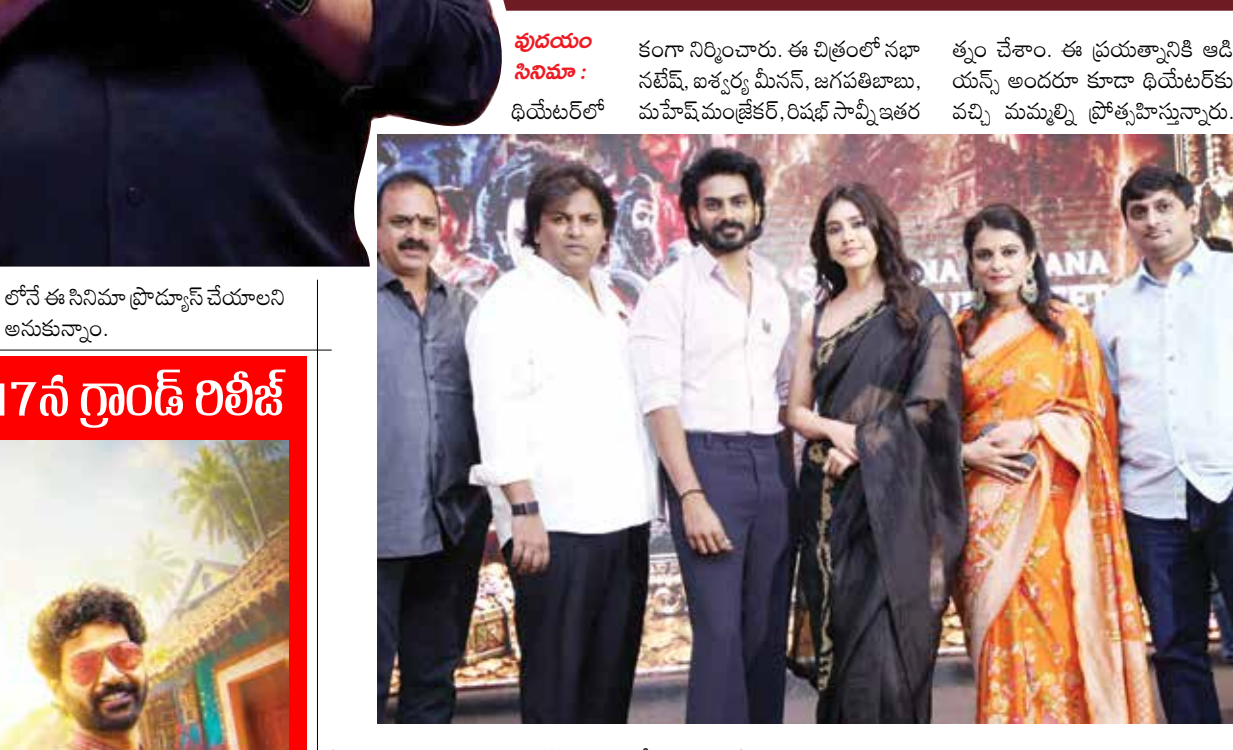 వుదయం
సినిమా :
థియేటర్‌లో
కంగా నిర్మించారు. ఈ చిత్రంలో నభా
నటేష్, ఐశ్వర్య మీనన్, జగపతిబాబు,
మహేష్ మంజ్రేకర్, రిషభ్ సావ్నీ ఇతర
త్నం చేశాం. ఈ ప్రయత్నానికి ఆడి
యన్స్ అందరూ కూడా థియేటర్‌కు
వచ్చి మమ్మల్ని ప్రోత్సహిస్తున్నారు.
లోనే ఈ సినిమా ప్రొడ్యూస్ చేయాలని
అనుకున్నాం.
17న గ్రాండ్ రిలీజ్